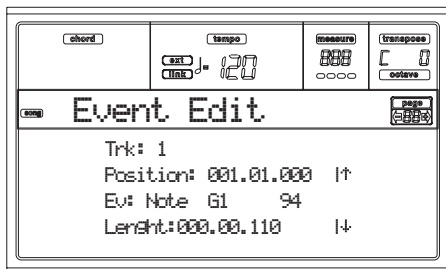 chord tempo measure transpose
ext link ♩= 120 888 C 0
octave
song Event Edit page
88
Trk: 1
Position: 001.01.000 |↑
Ev: Note G1 94
Lenght:000.00.110 |↓